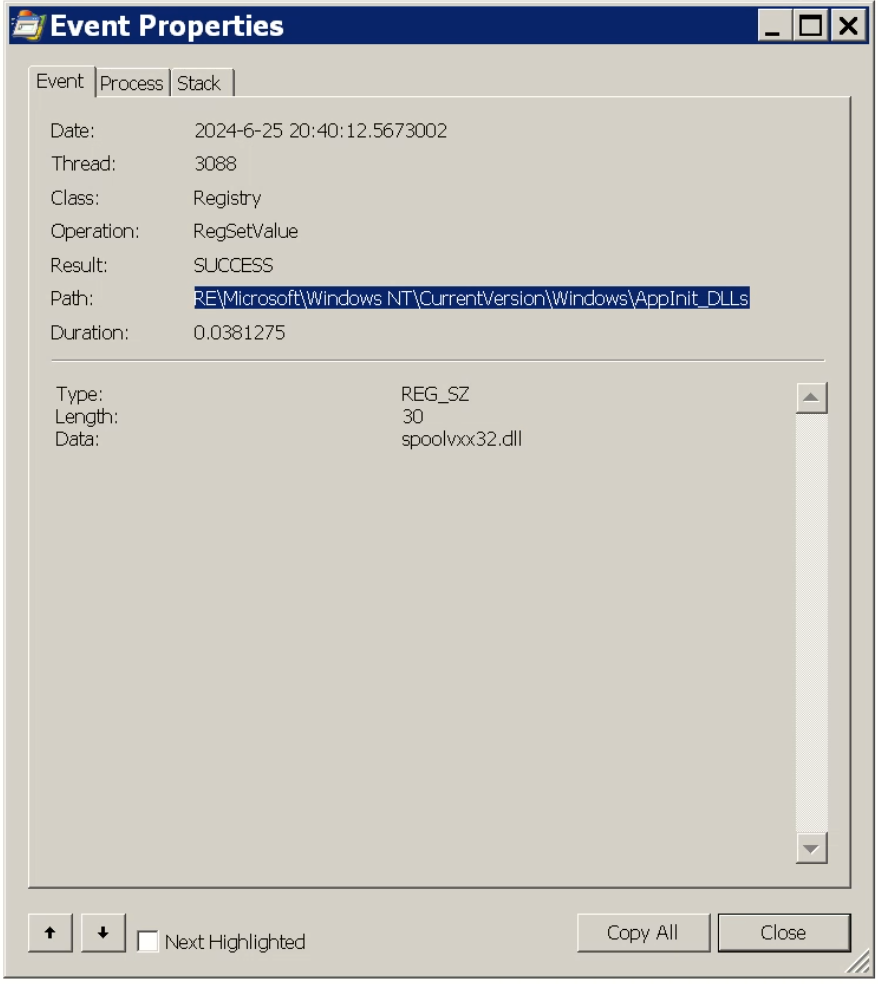 Event Properties
Event Process Stack
Date: 2024-6-25 20:40:12.5673002
Thread: 3088
Class: Registry
Operation: RegSetValue
Result: SUCCESS
Path: RE\Microsoft\Windows NT\CurrentVersion\Windows\AppInit_DLLs
Duration: 0.0381275
Type: REG_SZ
Length: 30
Data: spoolvxx32.dll
Next Highlighted Copy All Close